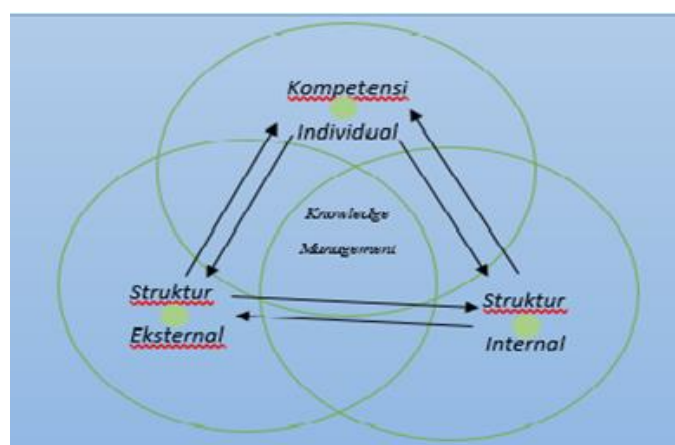 Kompetensi
Individual
Knowledge
Management
Struktur
Eksternal
Struktur
Internal